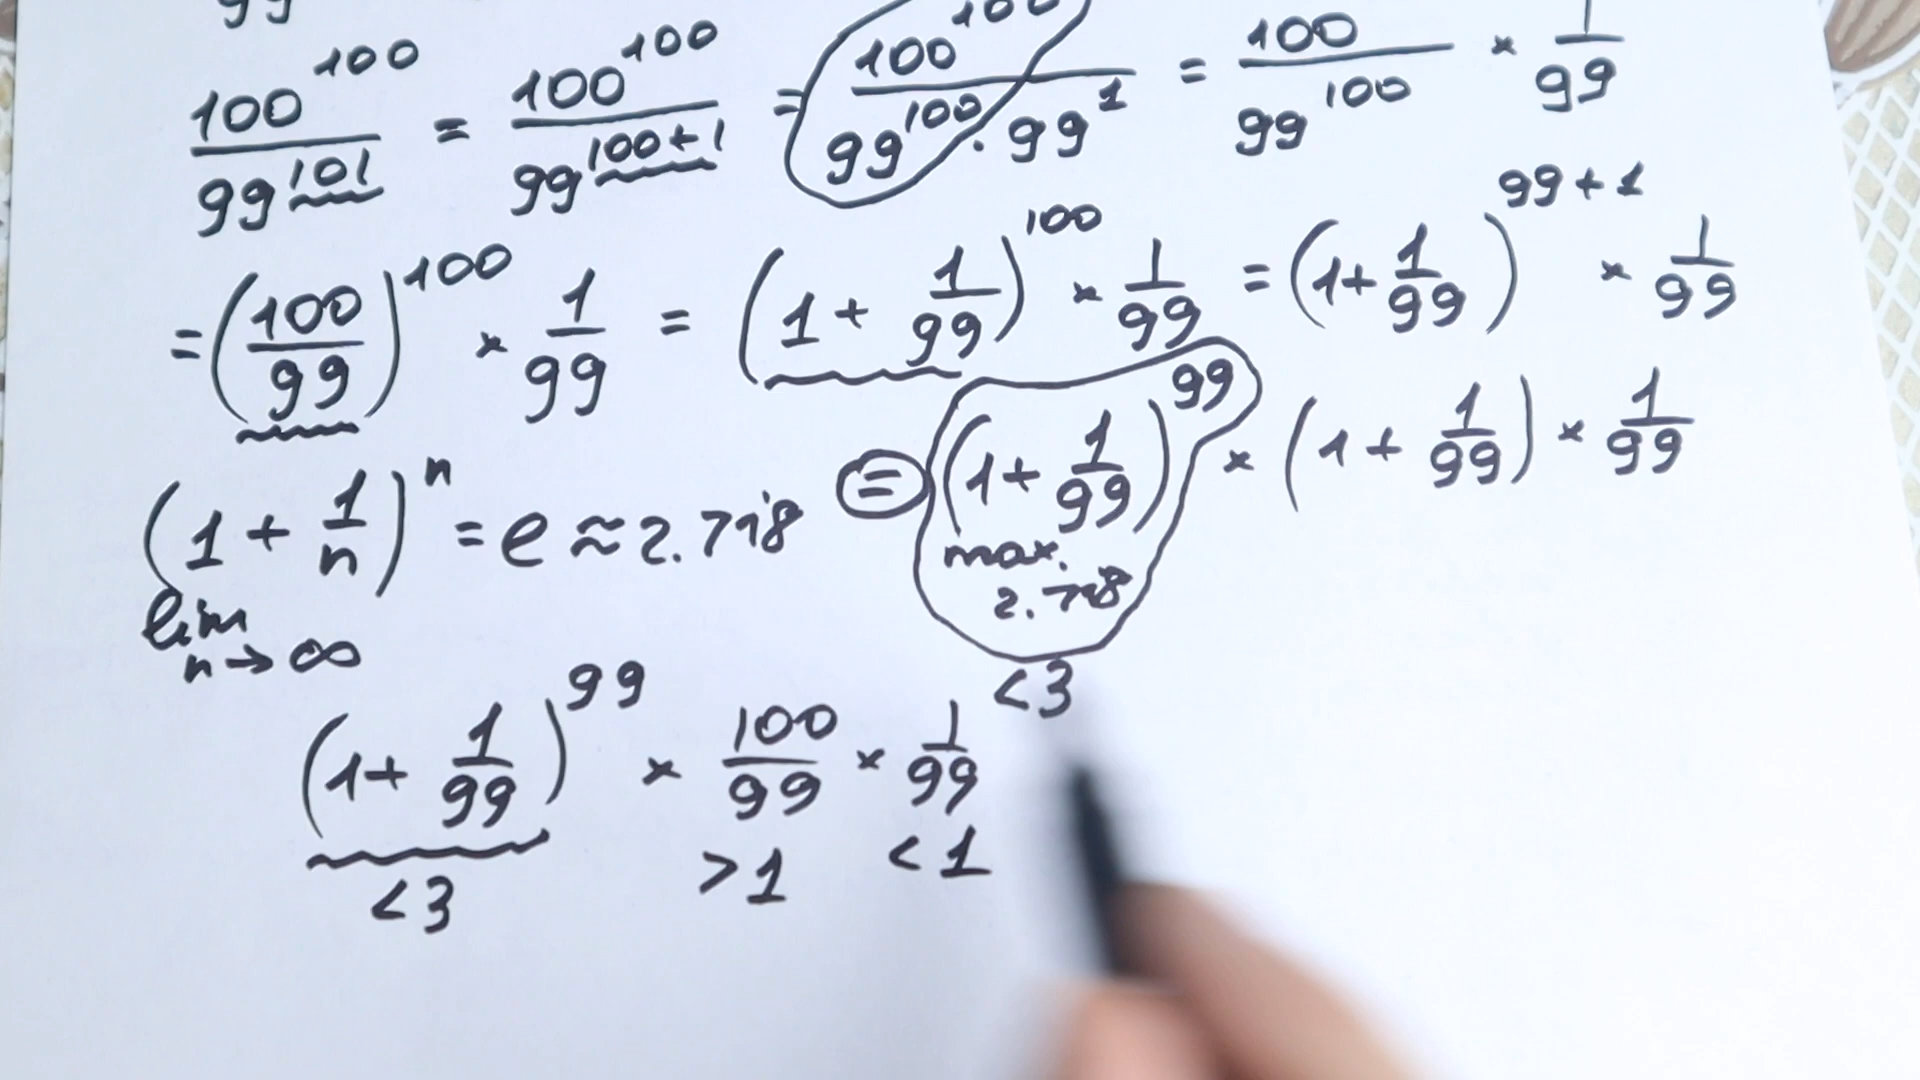 99
100^100 / 99^101 = 100^100 / 99^(100+1) = 100^100 / (99^100 · 99^1) = 100 / 99^100 × 1/99
= (100/99)^100 × 1/99 = (1 + 1/99)^100 × 1/99 = (1 + 1/99)^(99+1) × 1/99
(1 + 1/n)^n = e ≈ 2.718
lim n→∞
= (1 + 1/99)^99 × (1 + 1/99) × 1/99
max.
2.718
<3
(1 + 1/99)^99 × 100/99 × 1/99
<3 >1 <1